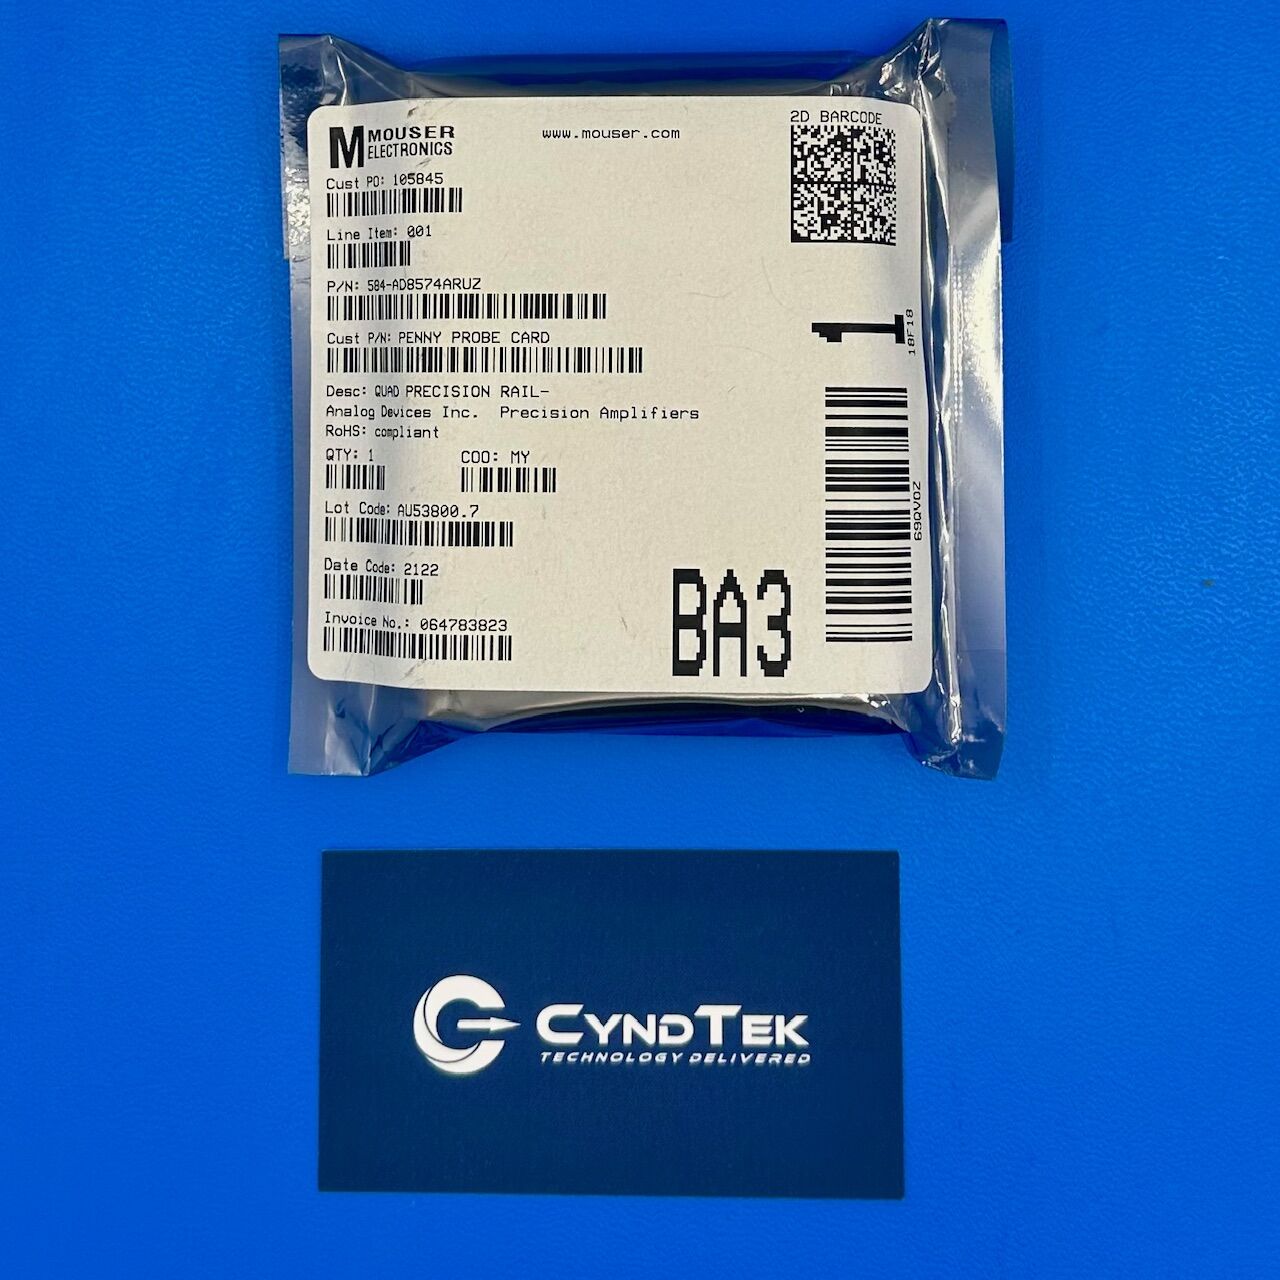 MOUSER
ELECTRONICS
www.mouser.com
2D BARCODE
Cust PO: 105845
Line Item: 001
P/N: 584-AD8574ARUZ
Cust P/N: PENNY PROBE CARD
Desc: QUAD PRECISION RAIL-
Analog Devices Inc. Precision Amplifiers
RoHS: compliant
QTY: 1 COO: MY
Lot Code: AU53800.7
Date Code: 2122
Invoice No.: 064783823
1
18F18
69QVOZ
BA3
CYNDTEK
TECHNOLOGY DELIVERED